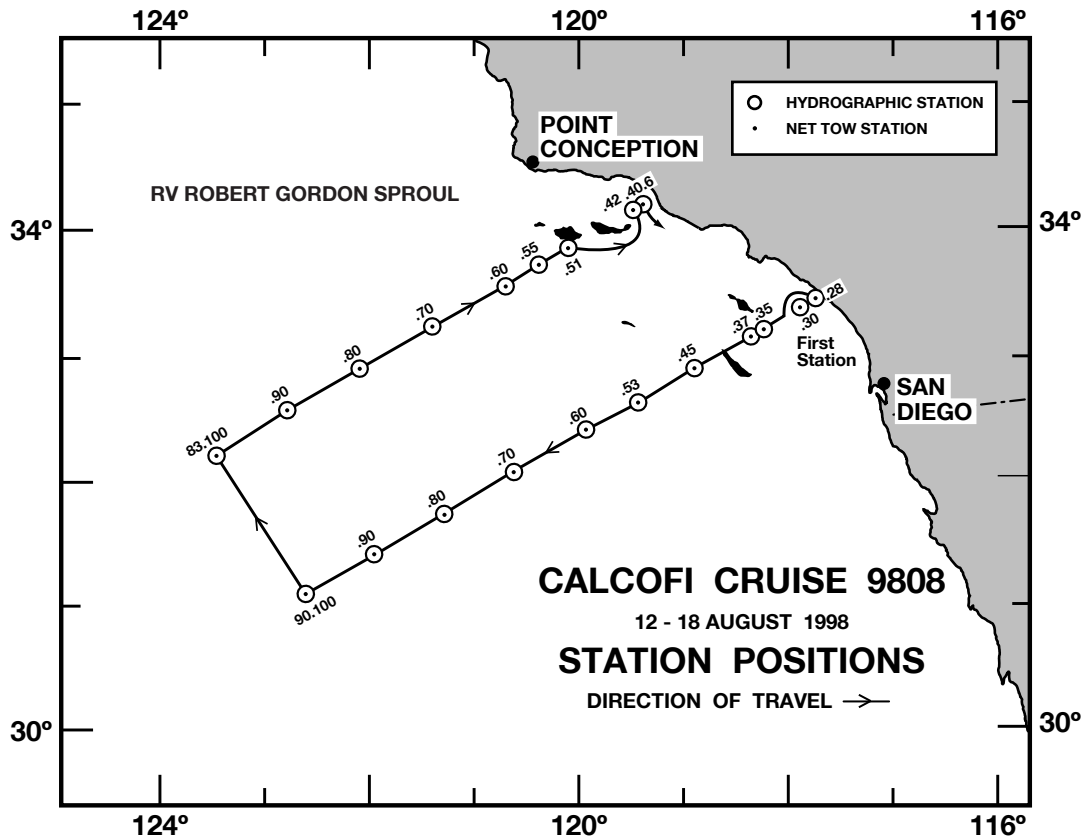 124º 120º 116º
HYDROGRAPHIC STATION
NET TOW STATION
POINT
CONCEPTION
RV ROBERT GORDON SPROUL
.42 .40.6
34º 34º
.55
.51
.60
.28
.70
.37 .35
.30
First
Station
.80
.45
SAN
DIEGO
.90
.53
83.100
.60
.70
.80
.90
90.100
CALCOFI CRUISE 9808
12 - 18 AUGUST 1998
STATION POSITIONS
DIRECTION OF TRAVEL
30º 30º
124º 120º 116º